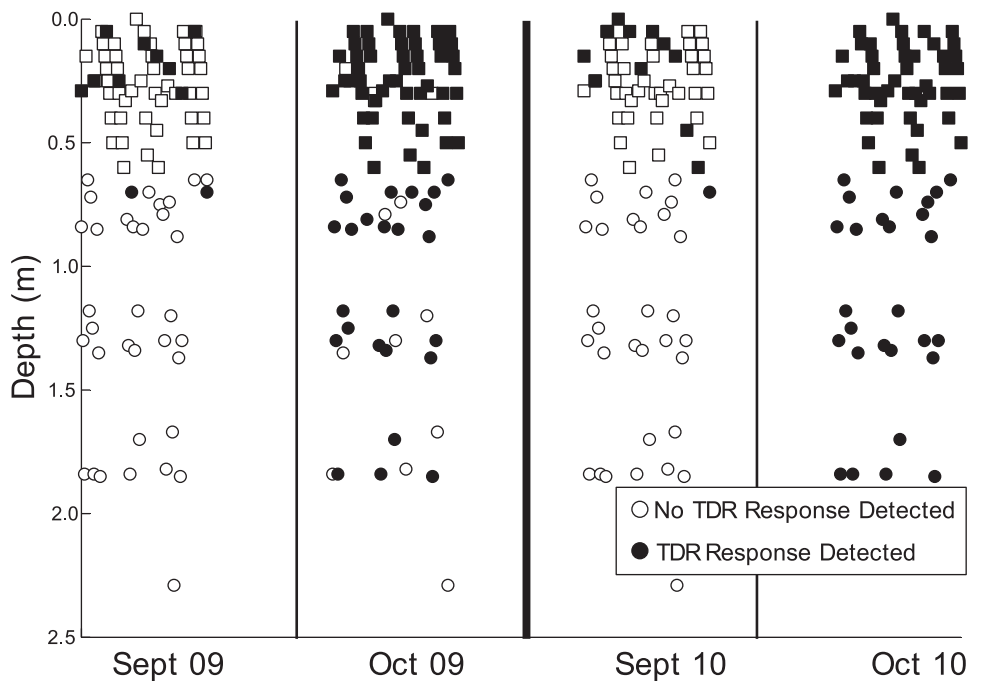 0.0
0.5
1.0
1.5
2.0
2.5
Depth (m)
No TDR Response Detected
TDR Response Detected
Sept 09
Oct 09
Sept 10
Oct 10